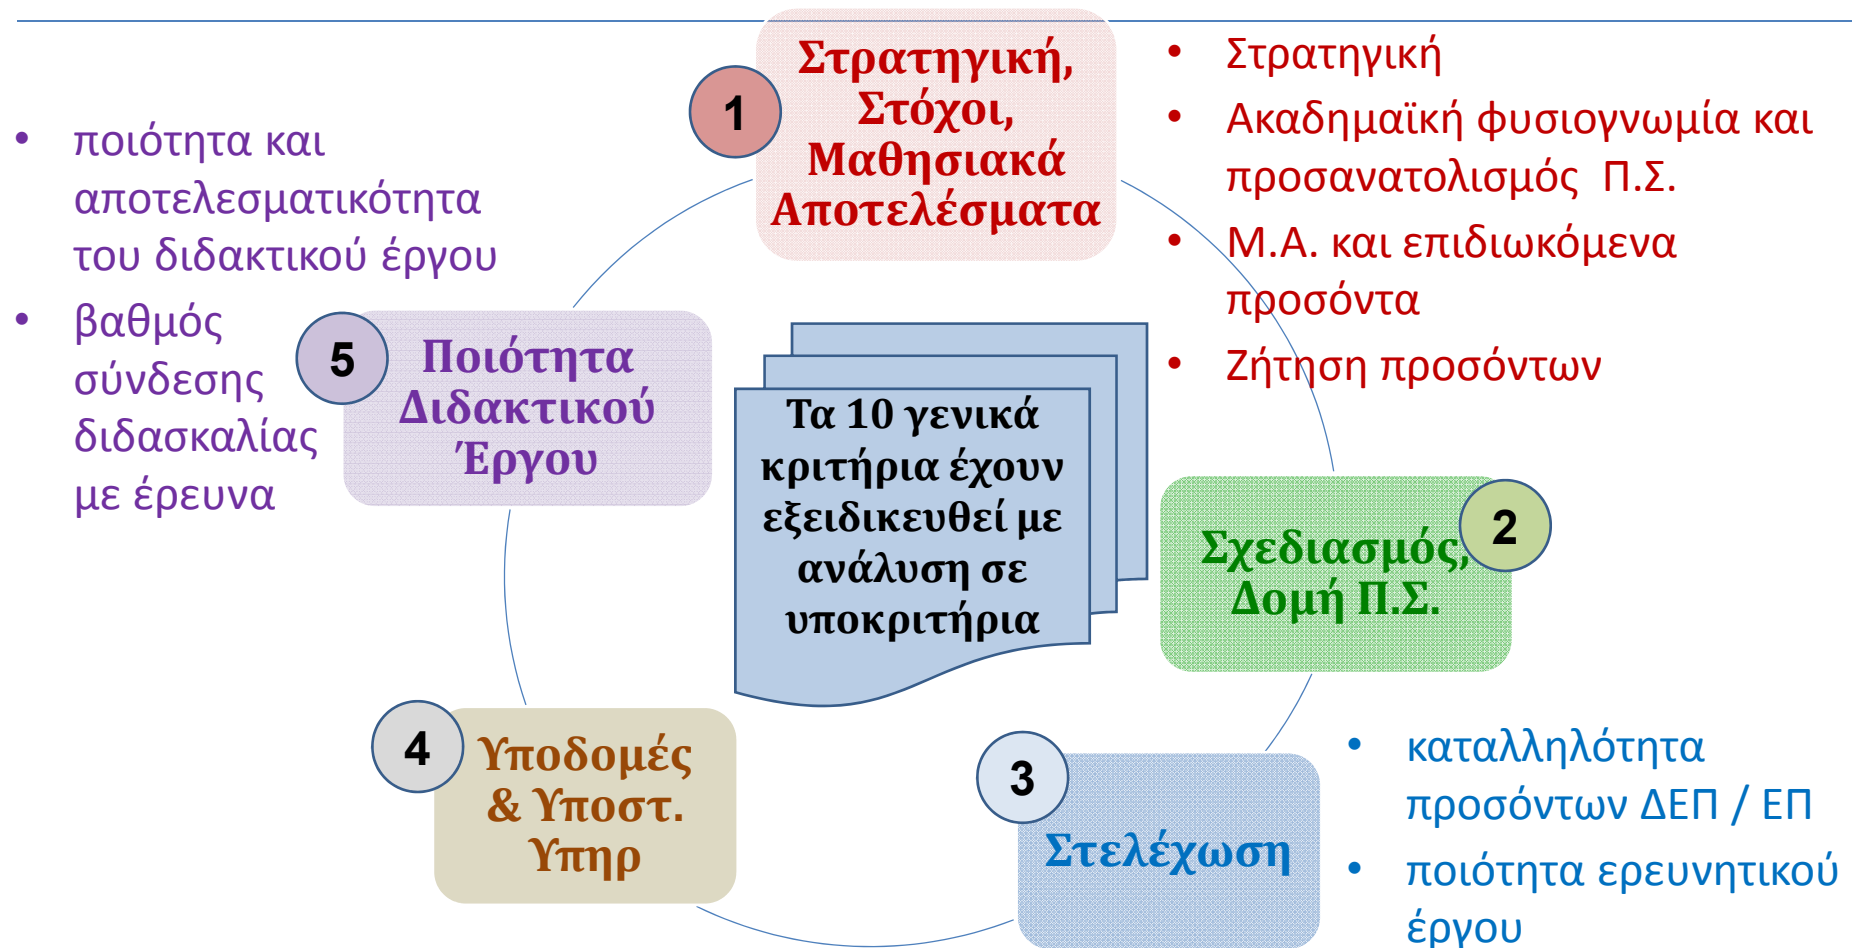 1
Στρατηγική,
Στόχοι,
Μαθησιακά
Αποτελέσματα
• Στρατηγική
• Ακαδημαϊκή φυσιογνωμία και
προσανατολισμός Π.Σ.
• Μ.Α. και επιδιωκόμενα
προσόντα
• Ζήτηση προσόντων
• ποιότητα και
αποτελεσματικότητα
του διδακτικού έργου
• βαθμός
σύνδεσης
διδασκαλίας
με έρευνα
5
Ποιότητα
Διδακτικού
Έργου
Τα 10 γενικά
κριτήρια έχουν
εξειδικευθεί με
ανάλυση σε
υποκριτήρια
2
Σχεδιασμός,
Δομή Π.Σ.
4
Υποδομές
& Υποστ.
Υπηρ
3
Στελέχωση
• καταλληλότητα
προσόντων ΔΕΠ / ΕΠ
• ποιότητα ερευνητικού
έργου